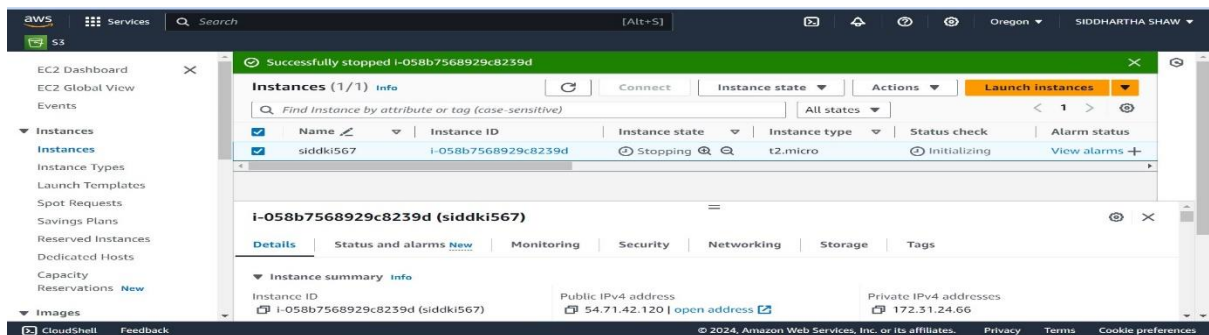 aws Services Search [Alt+S] Oregon SIDDHARTHA SHAW
S3
EC2 Dashboard
EC2 Global View
Events
Instances
Instances
Instance Types
Launch Templates
Spot Requests
Savings Plans
Reserved Instances
Dedicated Hosts
Capacity
Reservations New
Images
Successfully stopped i-058b7568929c8239d
Instances (1/1) Info Connect Instance state Actions Launch instances
Find Instance by attribute or tag (case-sensitive) All states 1
Name Instance ID Instance state Instance type Status check Alarm status
siddki567 i-058b7568929c8239d Stopping t2.micro Initializing View alarms +
i-058b7568929c8239d (siddki567)
Details Status and alarms New Monitoring Security Networking Storage Tags
Instance summary Info
Instance ID Public IPv4 address Private IPv4 addresses
i-058b7568929c8239d (siddki567) 54.71.42.120 | open address 172.31.24.66
CloudShell Feedback © 2024, Amazon Web Services, Inc. or its affiliates. Privacy Terms Cookie preferences